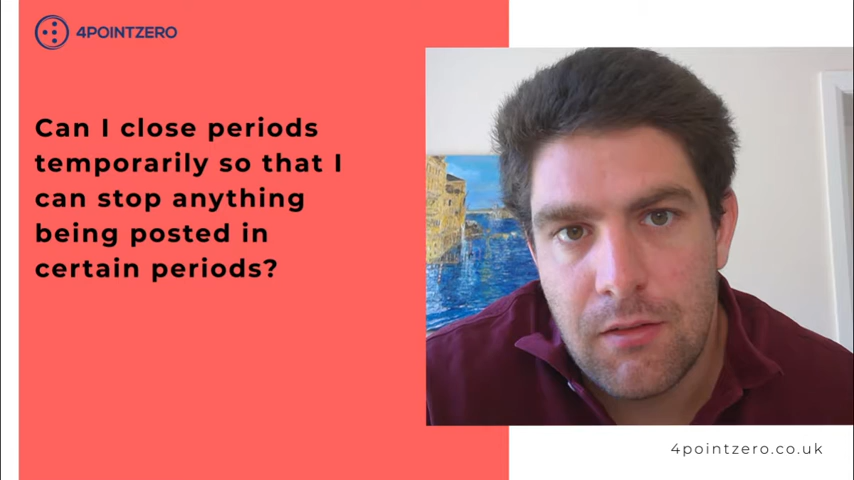 4POINTZERO
Can I close periods
temporarily so that I
can stop anything
being posted in
certain periods?
4pointzero.co.uk